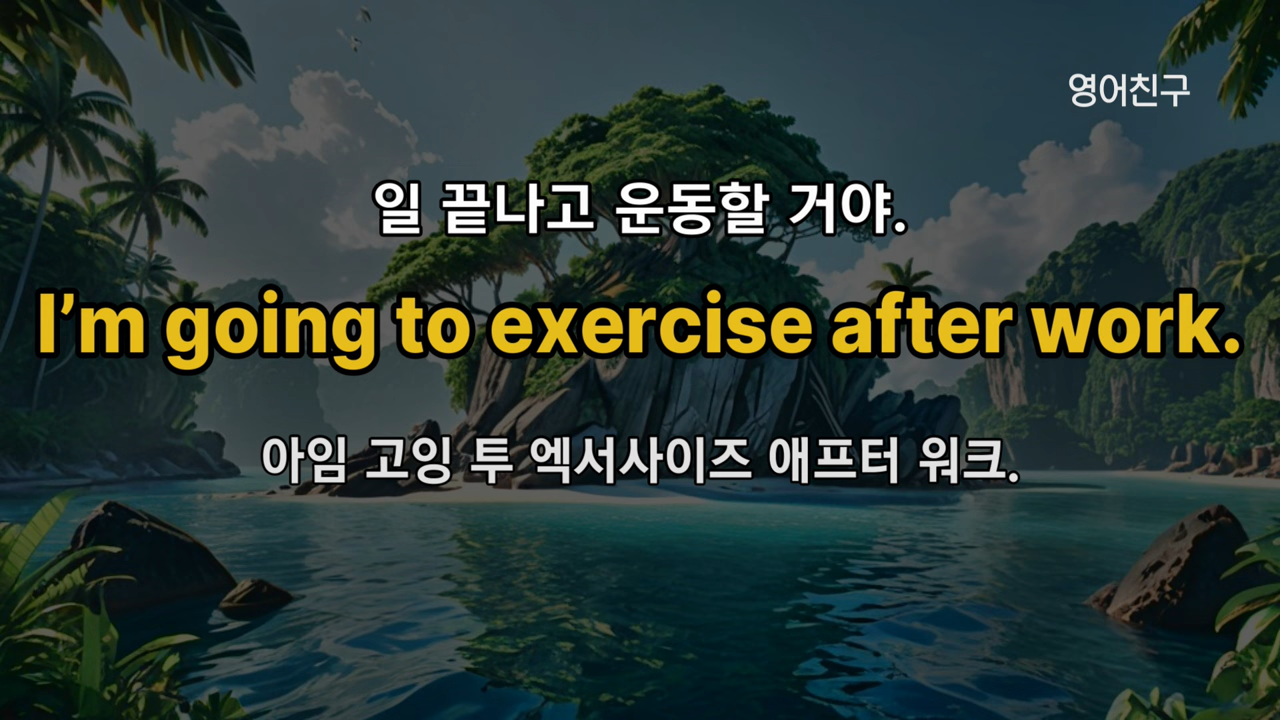 영어친구
일 끝나고 운동할 거야.
I’m going to exercise after work.
아임 고잉 투 엑서사이즈 애프터 워크.